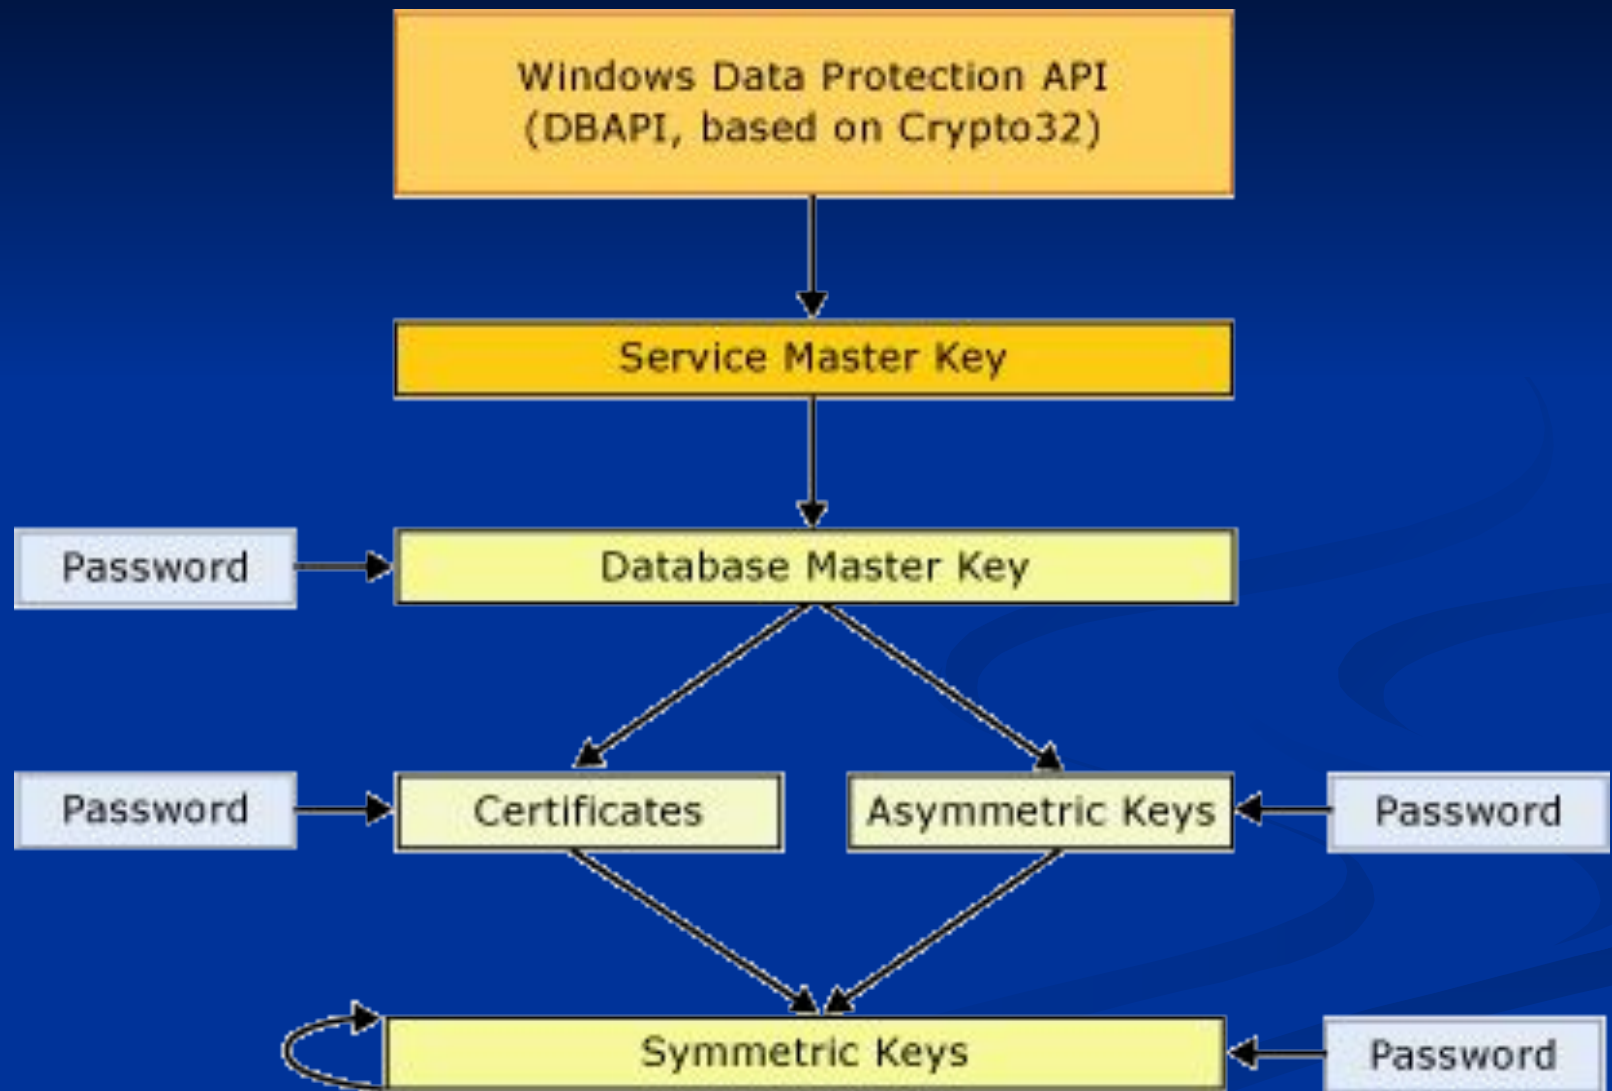 Windows Data Protection API
(DBAPI, based on Crypto32)
Service Master Key
Password
Database Master Key
Password
Certificates
Asymmetric Keys
Password
Symmetric Keys
Password